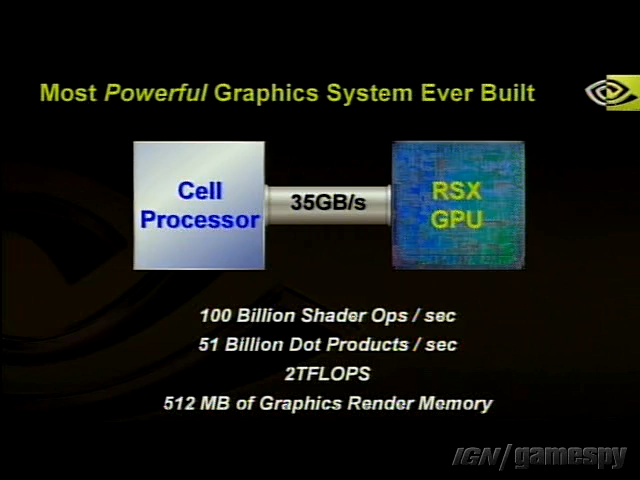 Most Powerful Graphics System Ever Built
Cell
Processor
35GB/s
RSX
GPU
100 Billion Shader Ops / sec
51 Billion Dot Products / sec
2TFLOPS
512 MB of Graphics Render Memory
IGN/gamespy